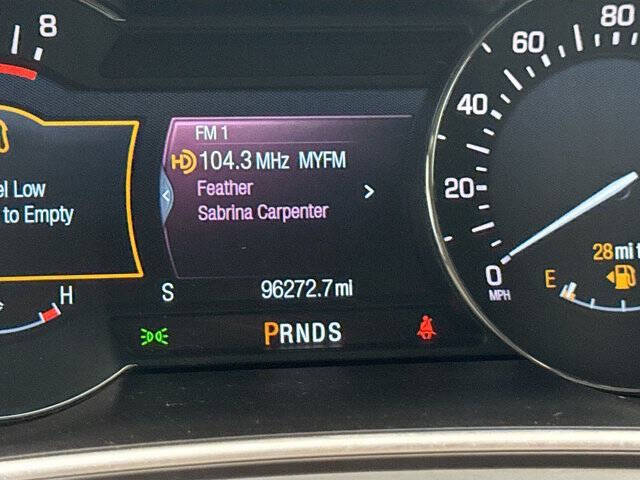 8
80
60
40
20
0
MPH
FM 1
HD 104.3 MHz MYFM
Feather
Sabrina Carpenter
Low
to Empty
28 mi
E
H
S
96272.7 mi
PRNDS